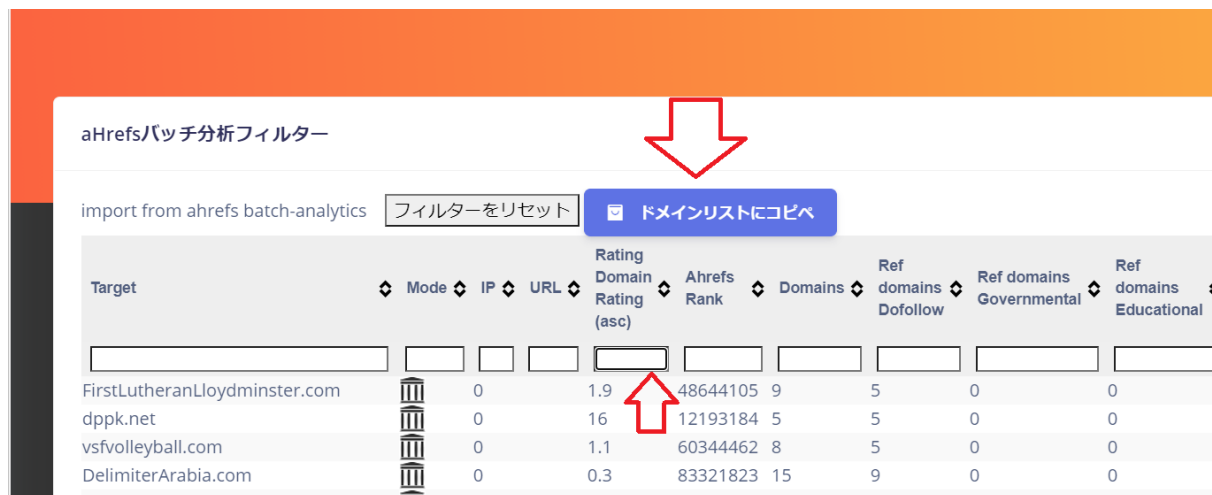 aHrefsバッチ分析フィルター
import from ahrefs batch-analytics フィルターをリセット ドメインリストにコピペ
Target Mode IP URL Rating Domain Rating (asc) Ahrefs Rank Domains Ref domains Dofollow Ref domains Governmental Ref domains Educational
FirstLutheranLloydminster.com 0 1.9 48644105 9 5 0 0
dppk.net 0 16 12193184 5 5 0 0
vsfvolleyball.com 0 1.1 60344462 8 5 0 0
DelimiterArabia.com 0 0.3 83321823 15 9 0 0